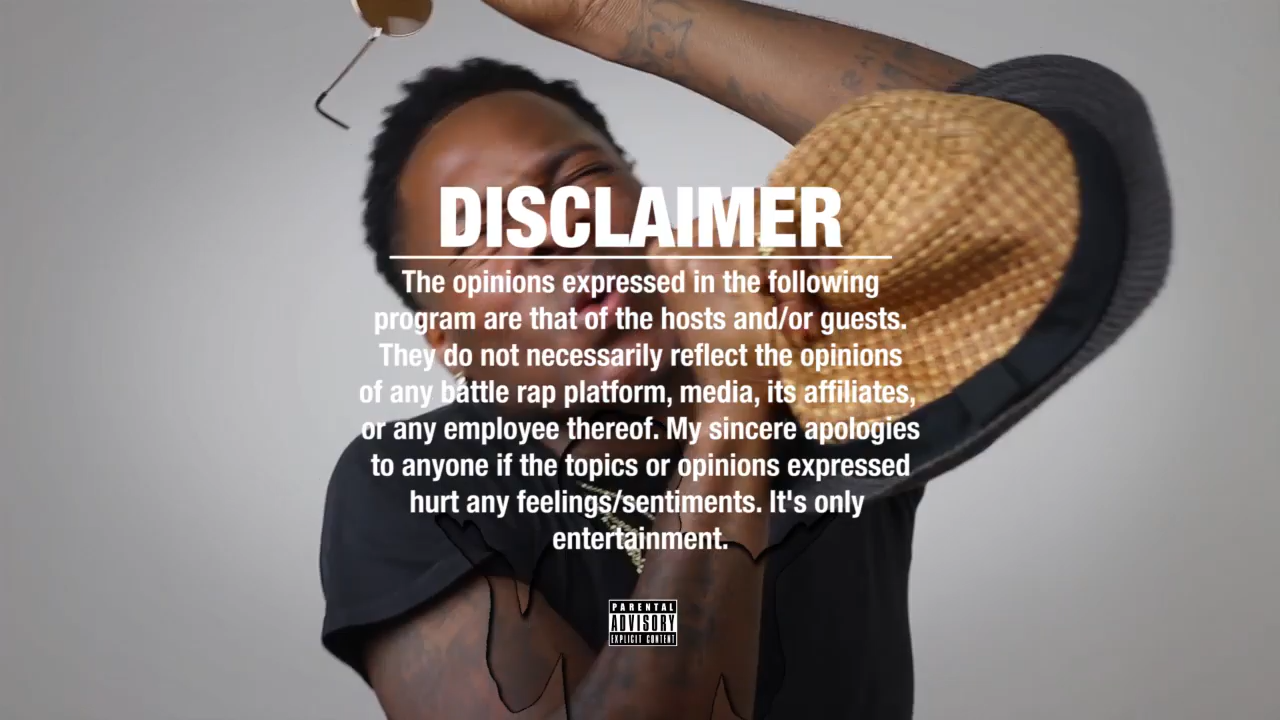 DISCLAIMER
The opinions expressed in the following
program are that of the hosts and/or guests.
They do not necessarily reflect the opinions
of any battle rap platform, media, its affiliates,
or any employee thereof. My sincere apologies
to anyone if the topics or opinions expressed
hurt any feelings/sentiments. It's only
entertainment.
PARENTAL
ADVISORY
EXPLICIT CONTENT